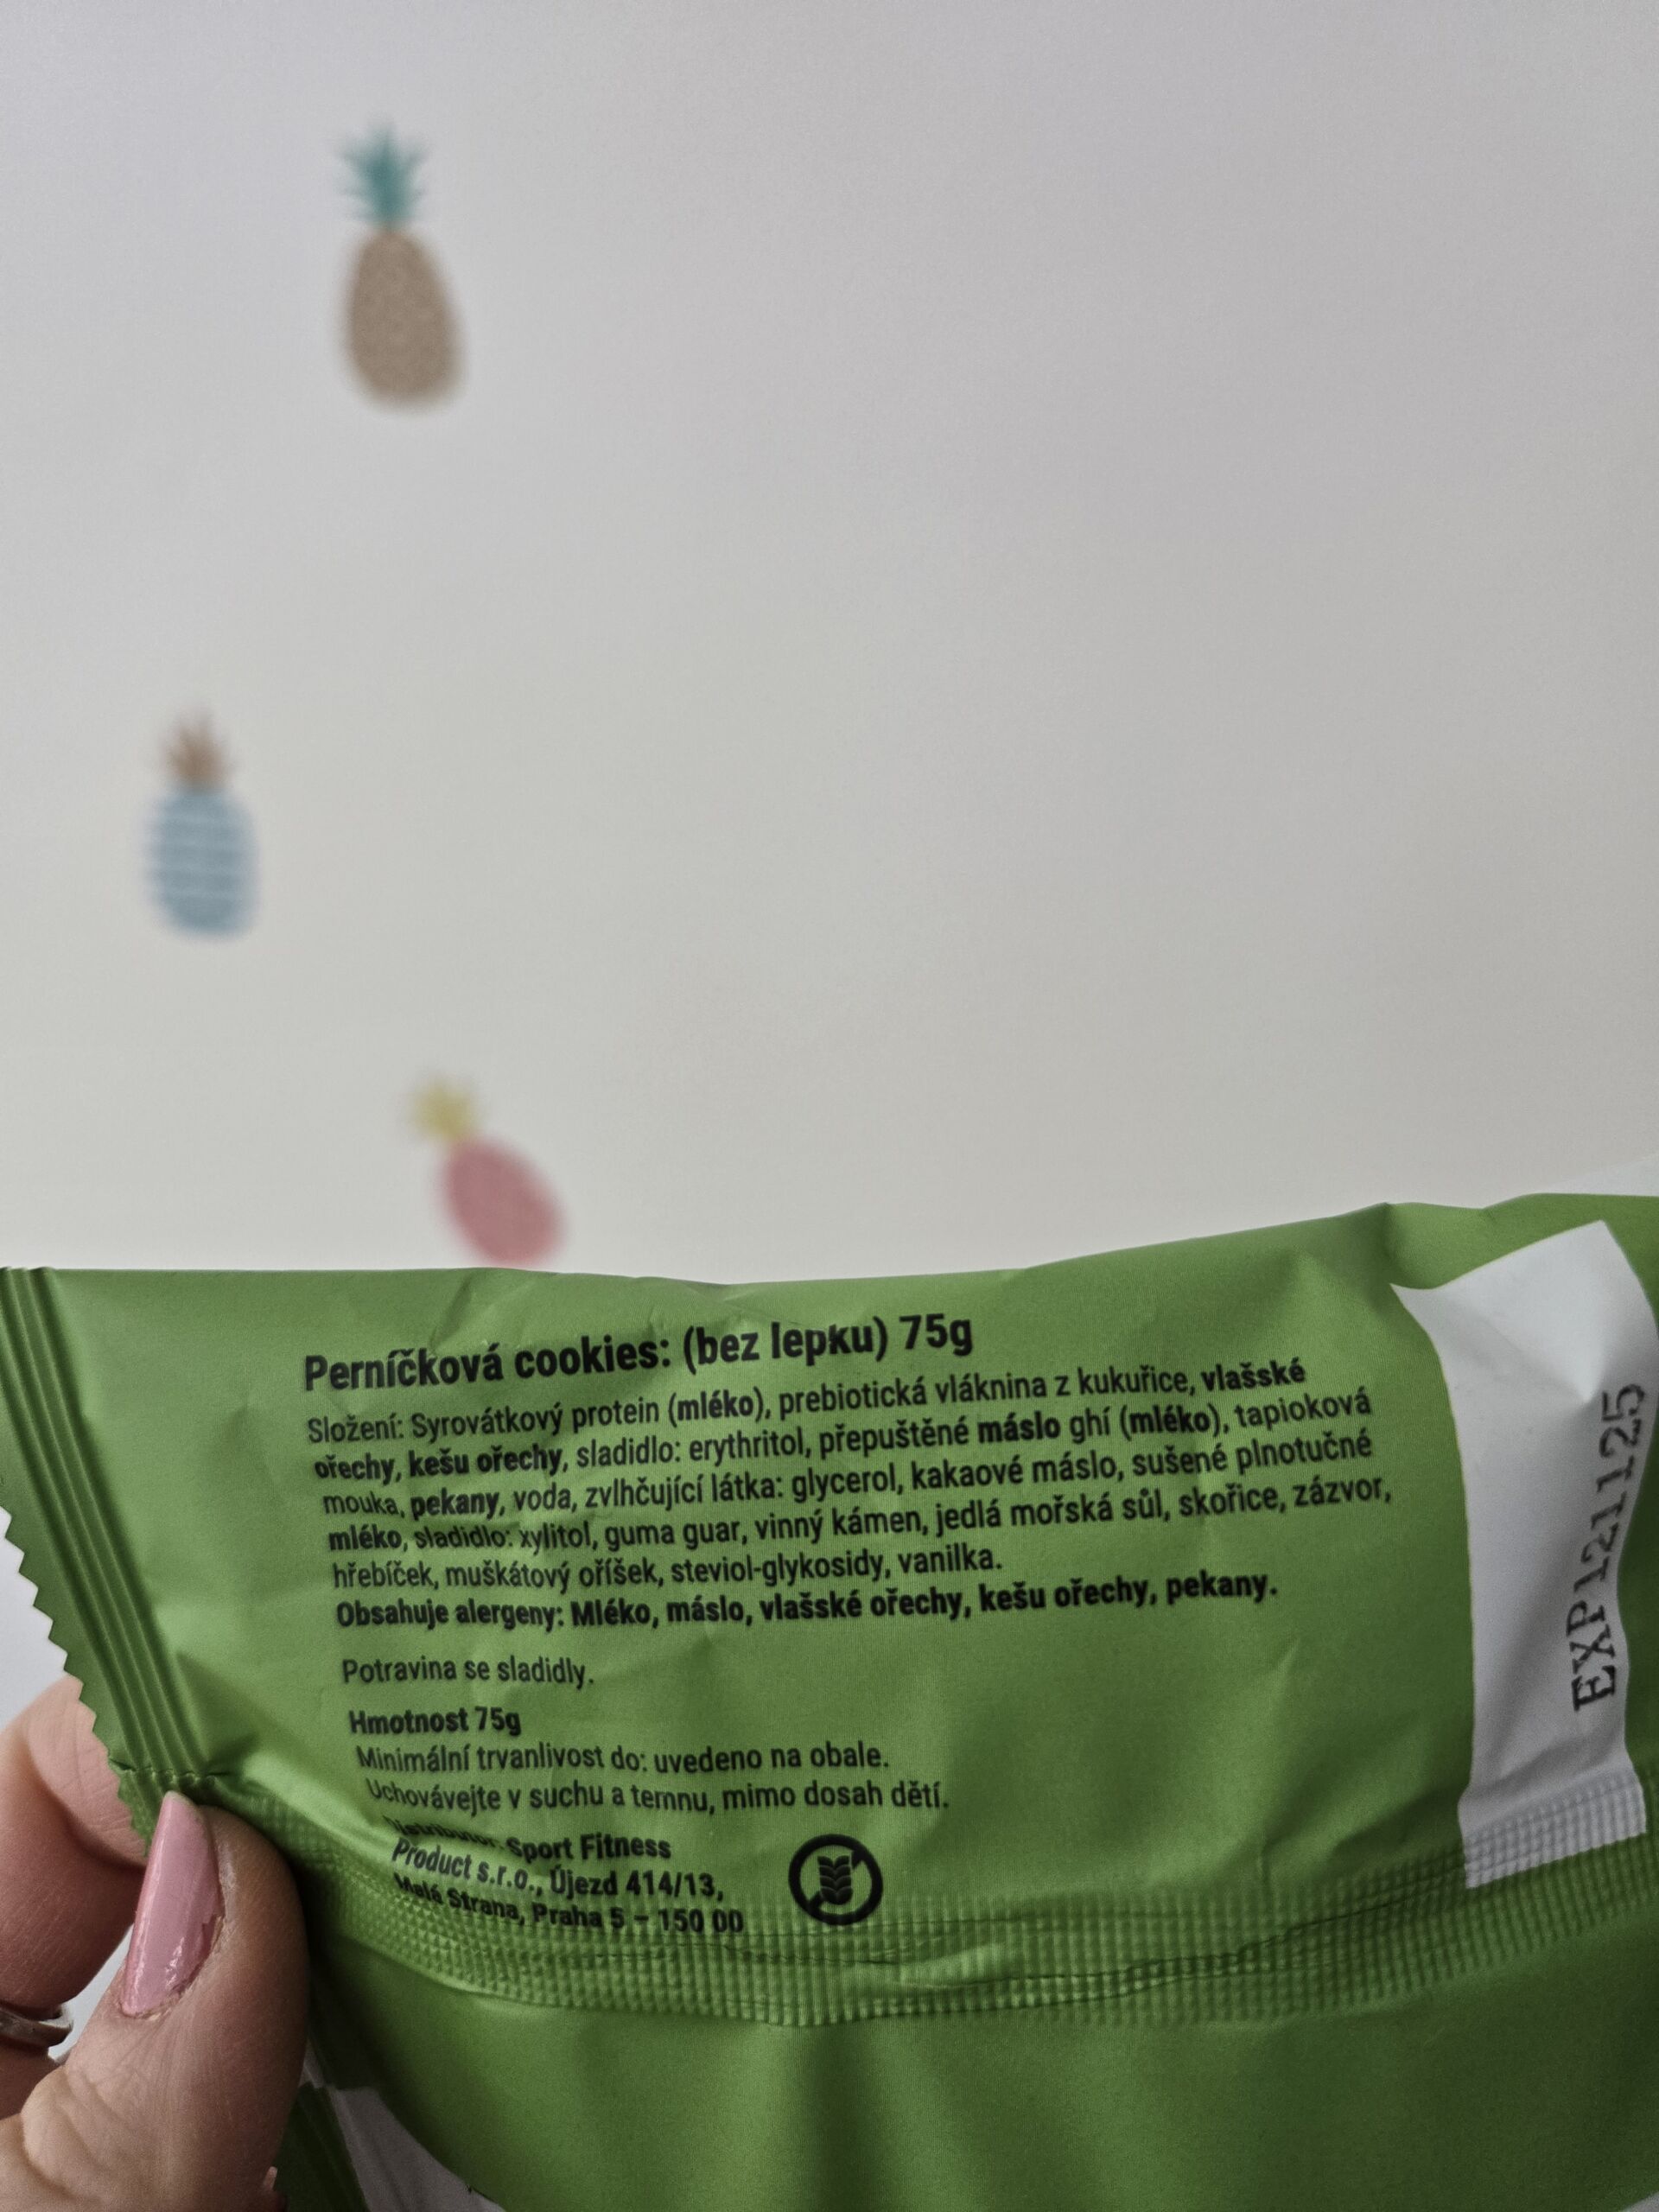 Perníčková cookies: (bez lepku) 75g
Složení: Syrovátkový protein (mléko), prebiotická vláknina z kukuřice, vlašské
ořechy, kešu ořechy, sladidlo: erythritol, přepuštěné máslo ghí (mléko), tapioková
mouka, pekany, voda, zvlhčující látka: glycerol, kakaové máslo, sušené plnotučné
mléko, sladidlo: xylitol, guma guar, vinný kámen, jedlá mořská sůl, skořice, zázvor,
hřebíček, muškátový oříšek, steviol-glykosidy, vanilka.
Obsahuje alergeny: Mléko, máslo, vlašské ořechy, kešu ořechy, pekany.
Potravina se sladidly.
Hmotnost 75g
Minimální trvanlivost do: uvedeno na obale.
Uchovávejte v suchu a temnu, mimo dosah dětí.
Distributor: Sport Fitness
Product s.r.o., Újezd 414/13,
Malá Strana, Praha 5 – 150 00
EXP121125